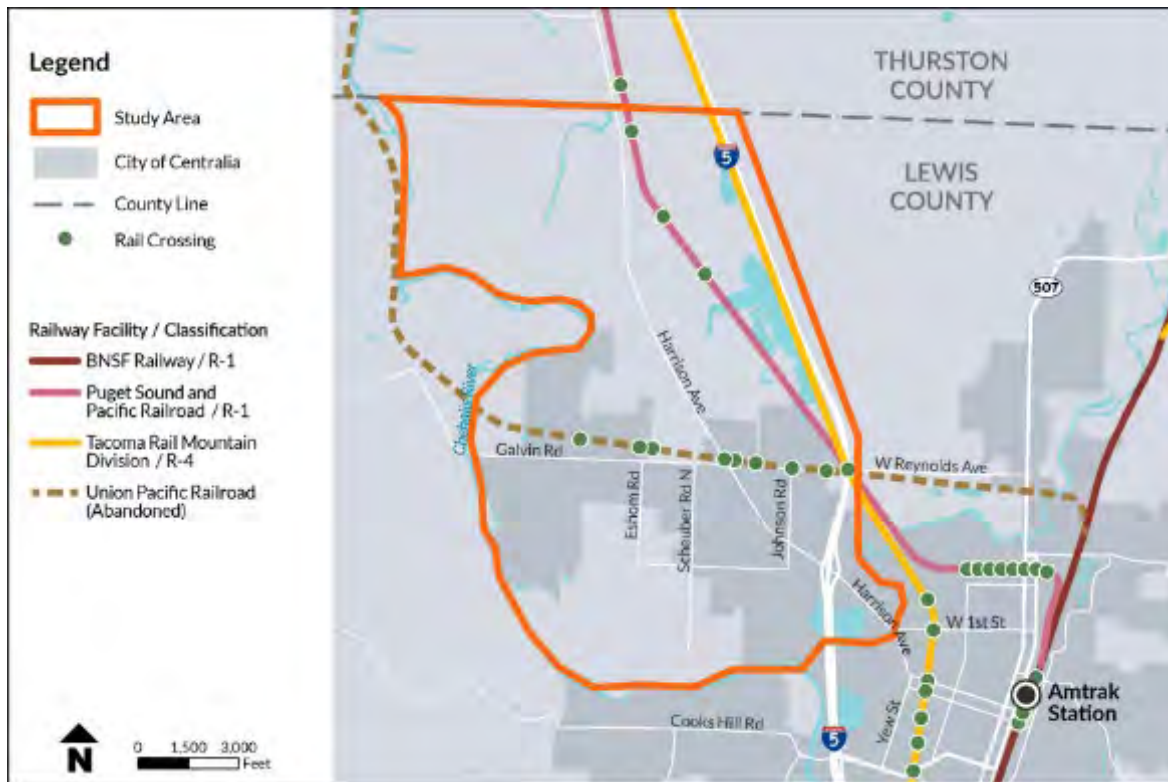 Legend
Study Area
City of Centralia
County Line
Rail Crossing
Railway Facility / Classification
BNSF Railway / R-1
Puget Sound and
Pacific Railroad / R-1
Tacoma Rail Mountain
Division / R-4
Union Pacific Railroad
(Abandoned)
N
0 1,500 3,000
Feet
THURSTON
COUNTY
5
LEWIS
COUNTY
507
Harrison Ave
Chehalis River
Galvin Rd
W Reynolds Ave
Eshom Rd
Scheuber Rd N
Johnson Rd
Harrison Ave
W 1st St
Amtrak
Station
Yew St
Cooks Hill Rd
5